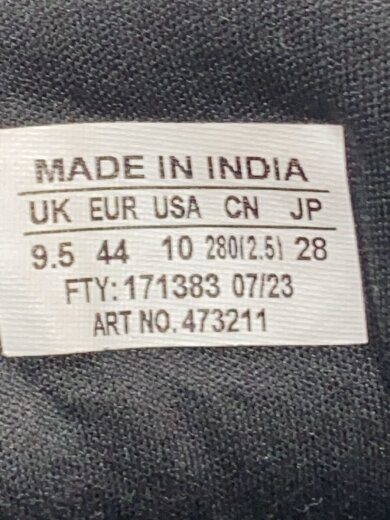 MADE IN INDIA
UK EUR USA CN JP
9.5 44 10 280(2.5) 28
FTY: 171383 07/23
ART NO. 473211